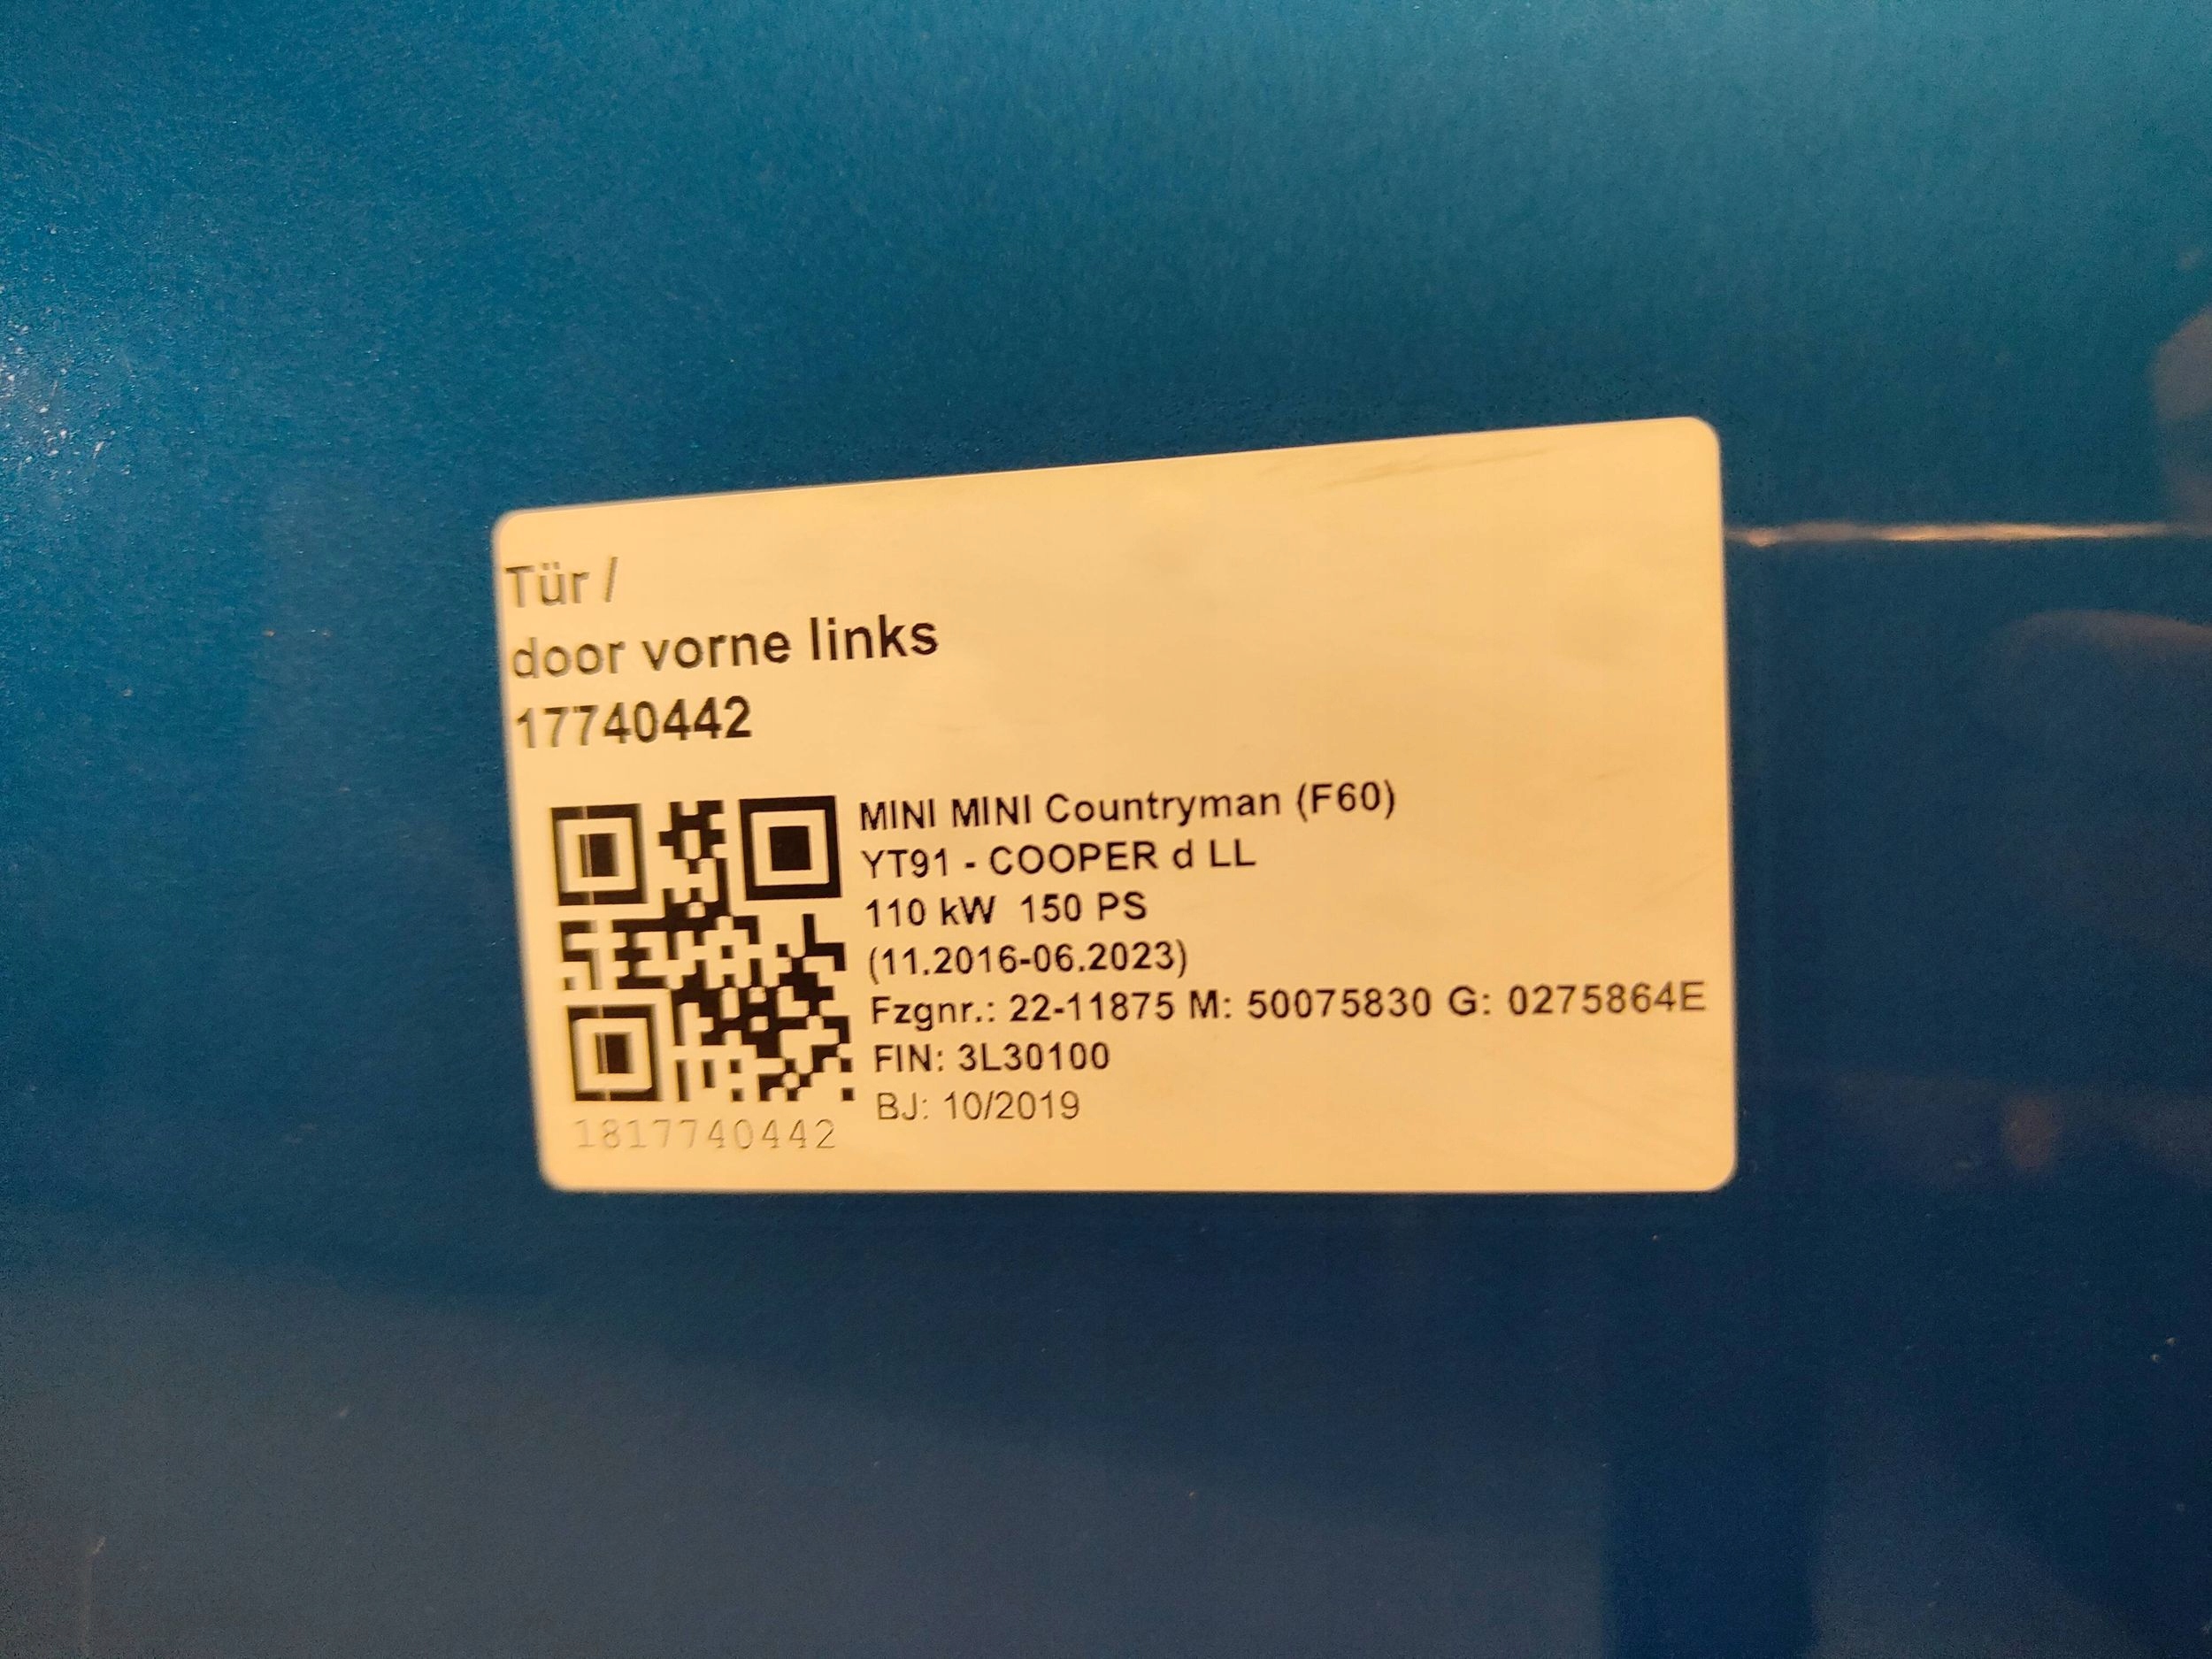 Tür /
door vorne links
17740442
MINI MINI Countryman (F60)
YT91 - COOPER d LL
110 kW 150 PS
(11.2016-06.2023)
Fzgnr.: 22-11875 M: 50075830 G: 0275864E
FIN: 3L30100
BJ: 10/2019
1817740442